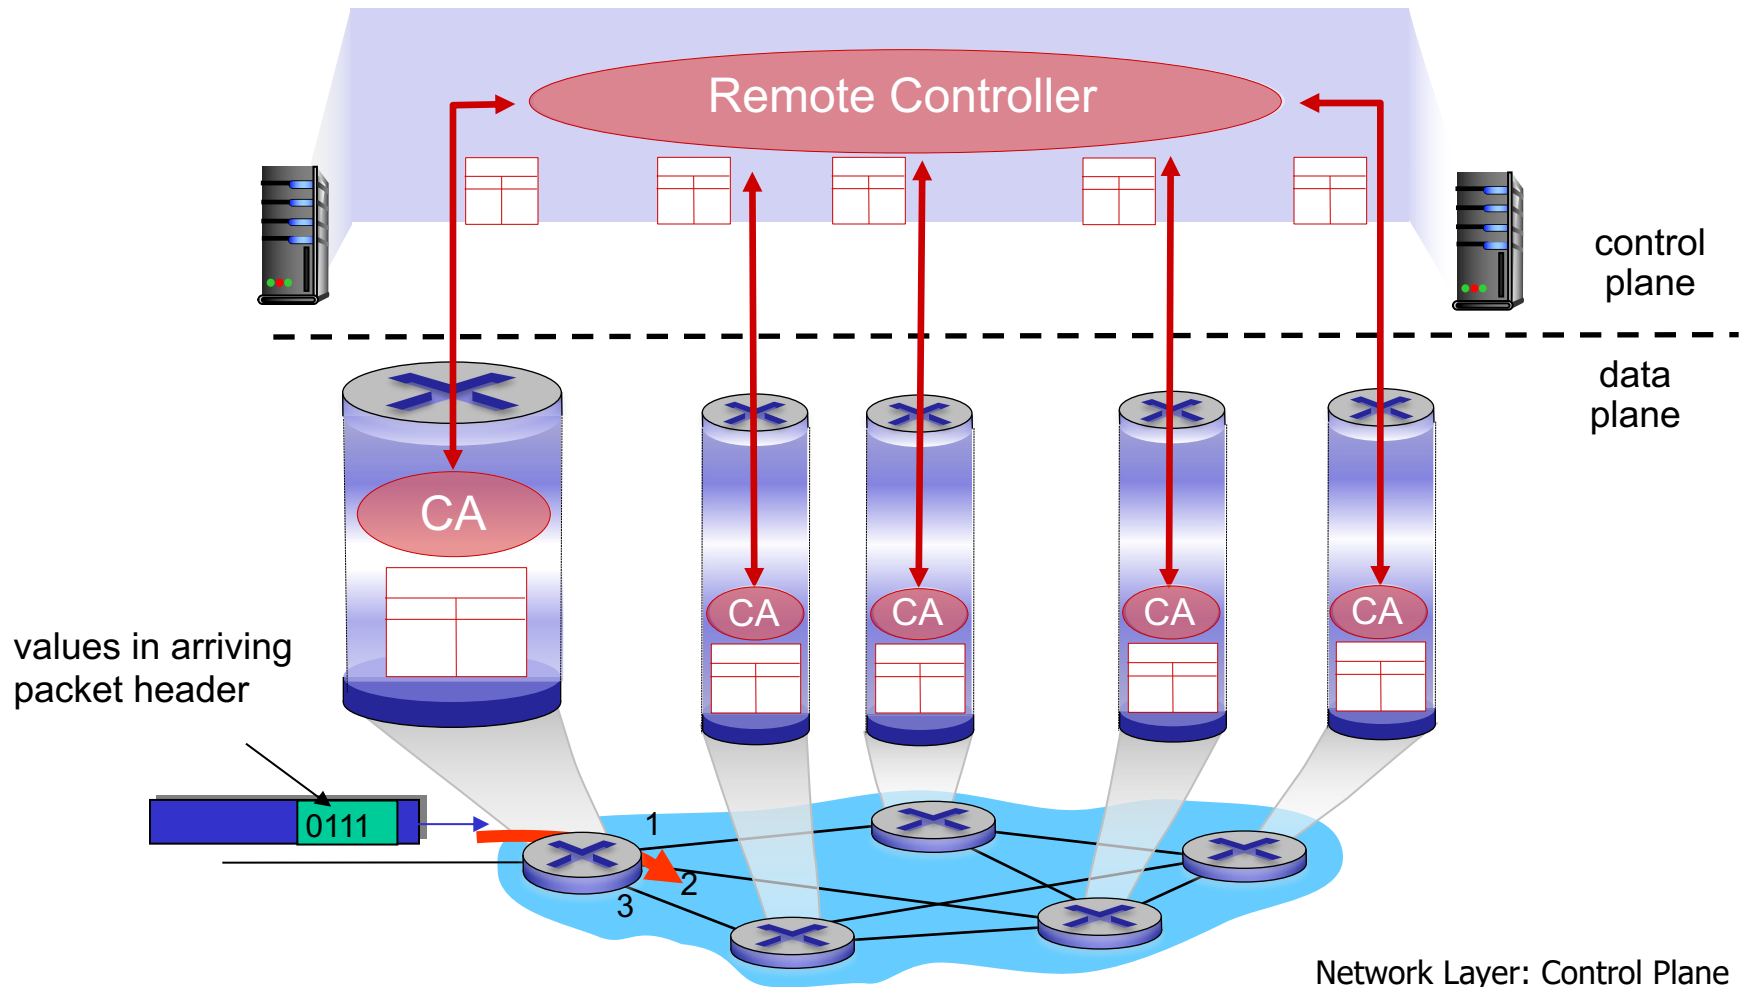 Remote Controller
control
plane
data
plane
CA
CA
CA
CA
CA
values in arriving
packet header
0111
1
2
3
Network Layer: Control Plane